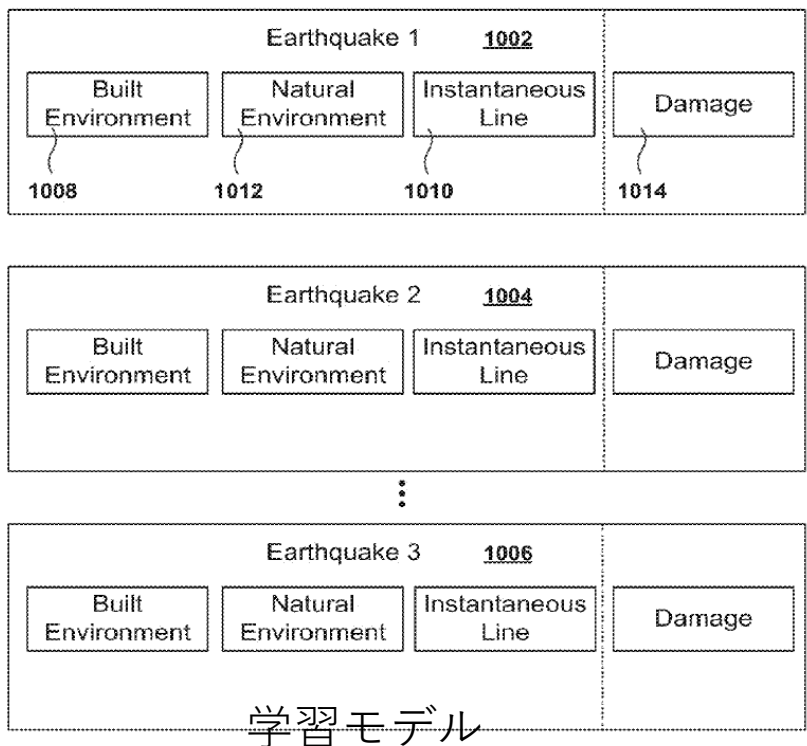 Earthquake 1 1002
Built Environment
Natural Environment
Instantaneous Line
Damage
1008 1012 1010 1014
Earthquake 2 1004
Built Environment
Natural Environment
Instantaneous Line
Damage
Earthquake 3 1006
Built Environment
Natural Environment
Instantaneous Line
Damage
学習モデル